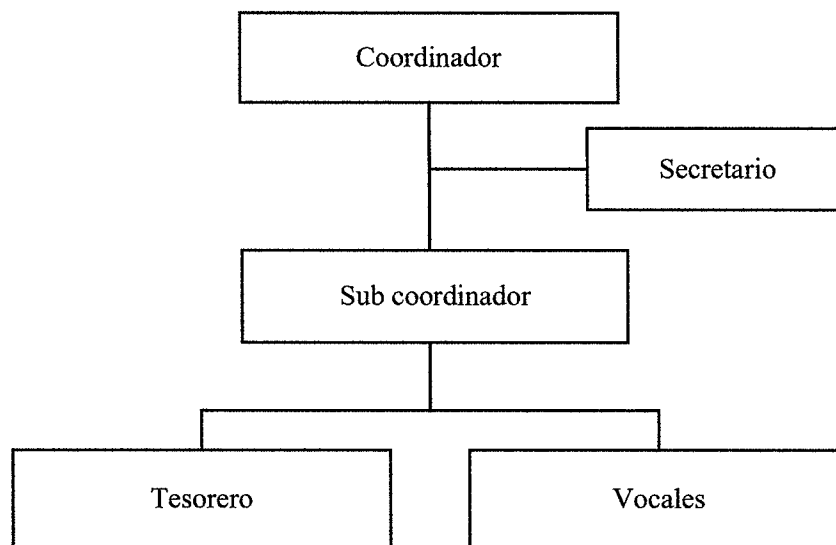 Coordinador
Secretario
Sub coordinador
Tesorero
Vocales